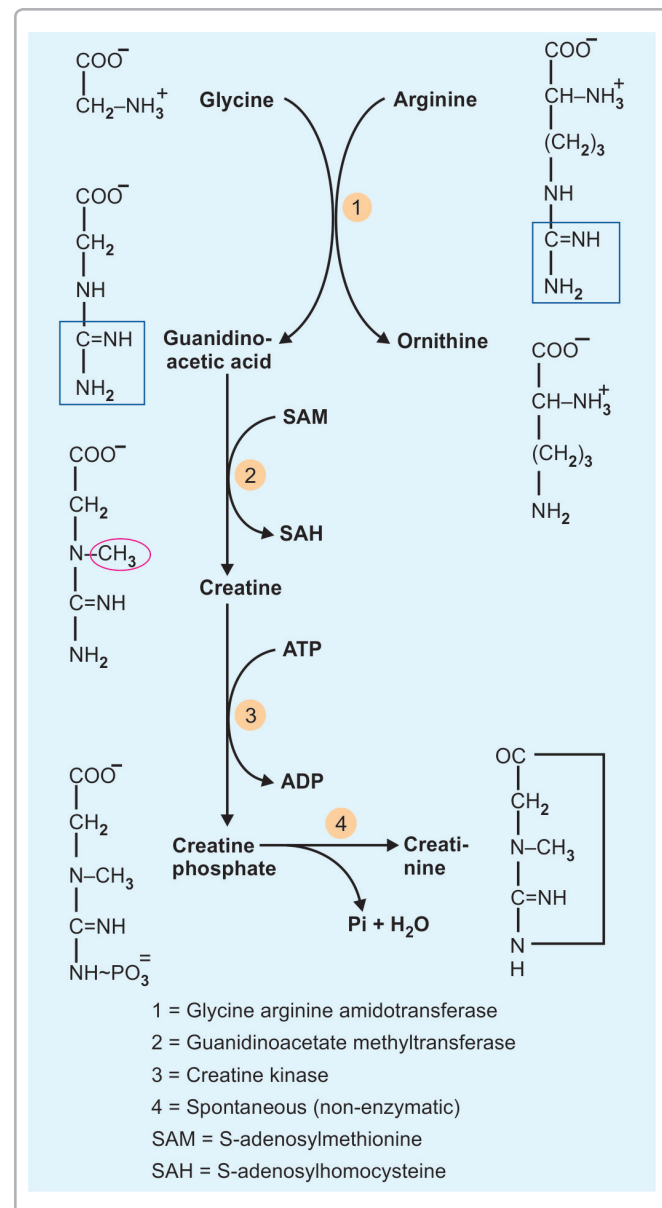 COO−
CH2–NH3+
Glycine
Arginine
COO−
CH–NH3+
(CH2)3
NH
C=NH
NH2
1
COO−
CH2
NH
C=NH
NH2
Guanidino-
acetic acid
Ornithine
COO−
CH–NH3+
(CH2)3
NH2
SAM
2
SAH
COO−
CH2
N–CH3
C=NH
NH2
Creatine
ATP
3
ADP
COO−
CH2
N–CH3
C=NH
NH~PO3=
Creatine
phosphate
4
Creati-
nine
Pi + H2O
OC
CH2
N–CH3
C=NH
N
H
1 = Glycine arginine amidotransferase
2 = Guanidinoacetate methyltransferase
3 = Creatine kinase
4 = Spontaneous (non-enzymatic)
SAM = S-adenosylmethionine
SAH = S-adenosylhomocysteine